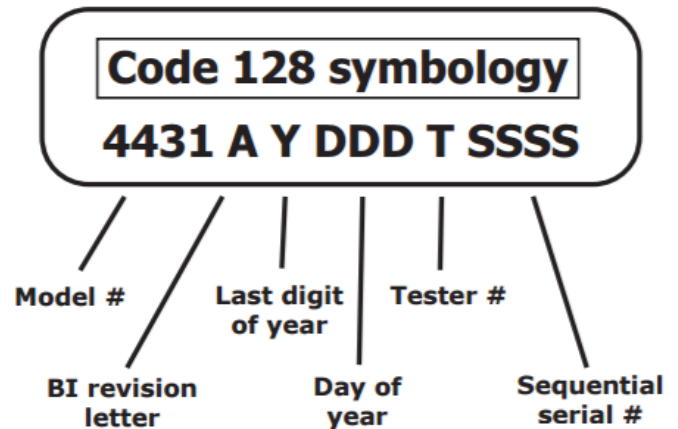 Code 128 symbology
4431 A Y DDD T SSSS
Model #
Last digit
of year
Tester #
BI revision
letter
Day of
year
Sequential
serial #